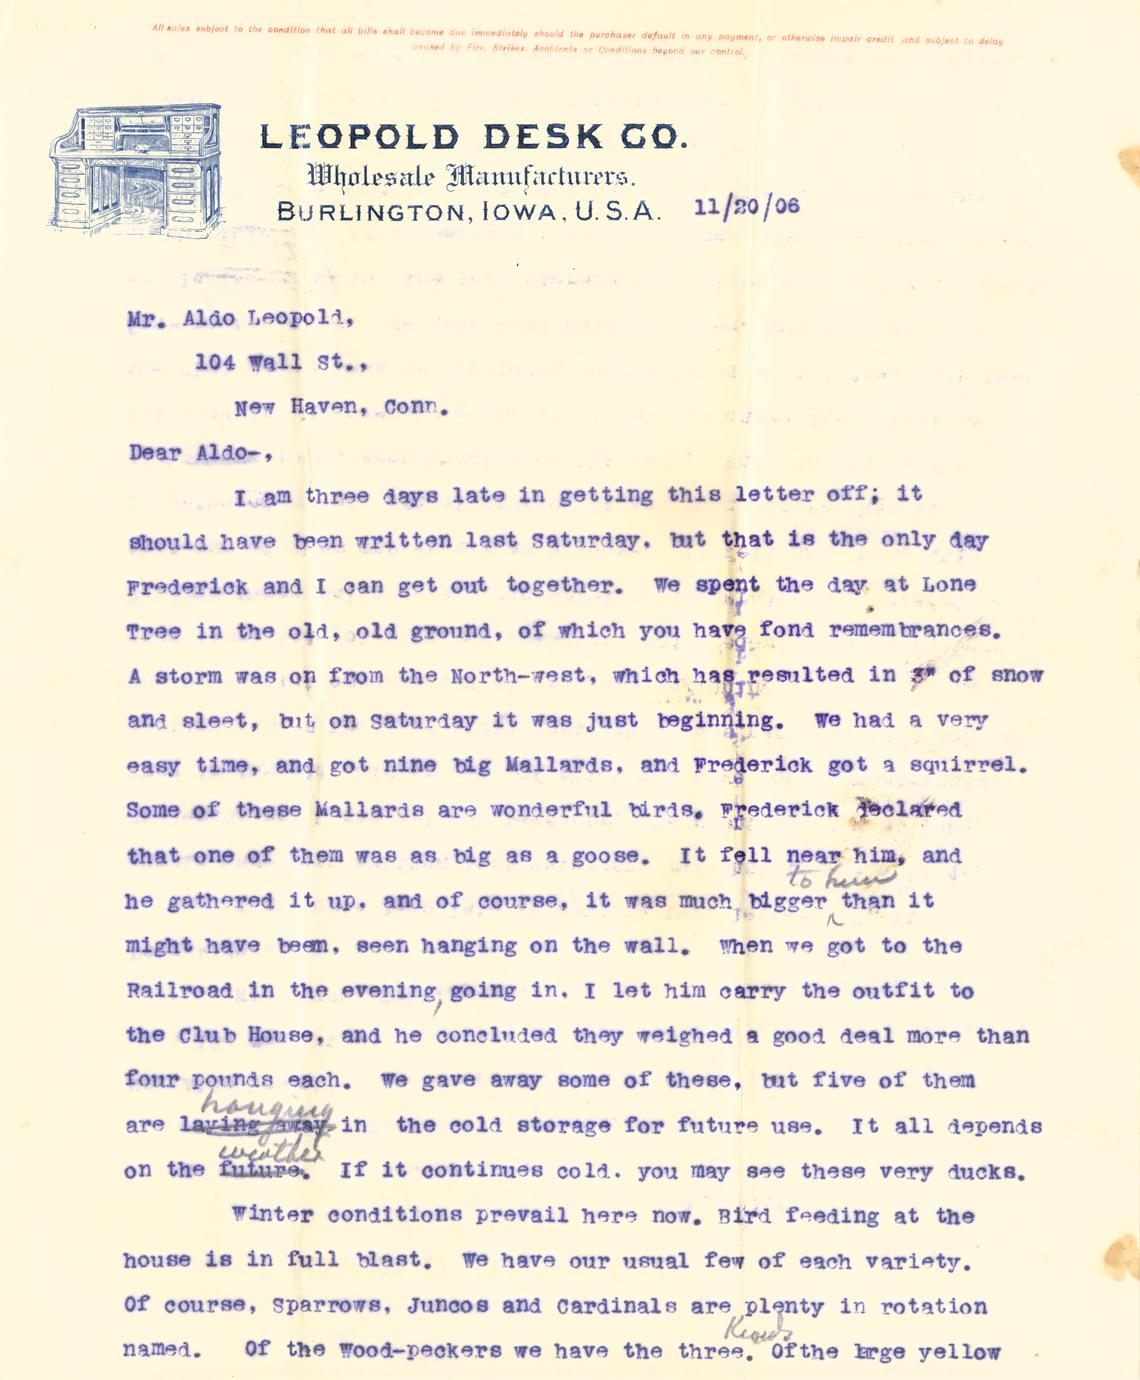 All sales subject to the condition that all bills shall become due immediately should the purchaser default in any payment, or otherwise impair credit and subject to delay
caused by Fire, Strikes, Accidents or Conditions beyond our control.
LEOPOLD DESK CO.
Wholesale Manufacturers.
BURLINGTON, IOWA, U.S.A. 11/20/06
Mr. Aldo Leopold,
104 Wall St.,
New Haven, Conn.
Dear Aldo-,
I am three days late in getting this letter off; it
should have been written last Saturday, but that is the only day
Frederick and I can get out together. We spent the day at Lone
Tree in the old, old ground, of which you have fond remembrances.
A storm was on from the North-west, which has resulted in 3" of snow
and sleet, but on Saturday it was just beginning. We had a very
easy time, and got nine big Mallards, and Frederick got a squirrel.
Some of these Mallards are wonderful birds. Frederick declared
that one of them was as big as a goose. It fell near him, and
to him
he gathered it up, and of course, it was much bigger than it
might have been, seen hanging on the wall. When we got to the
Railroad in the evening, going in, I let him carry the outfit to
the Club House, and he concluded they weighed a good deal more than
four pounds each. We gave away some of these, but five of them
hanging
are laying away in the cold storage for future use. It all depends
weather
on the future. If it continues cold, you may see these very ducks.
Winter conditions prevail here now. Bird feeding at the
house is in full blast. We have our usual few of each variety.
Of course, Sparrows, Juncos and Cardinals are plenty in rotation
Kinds
named. Of the Wood-peckers we have the three. Of the large yellow